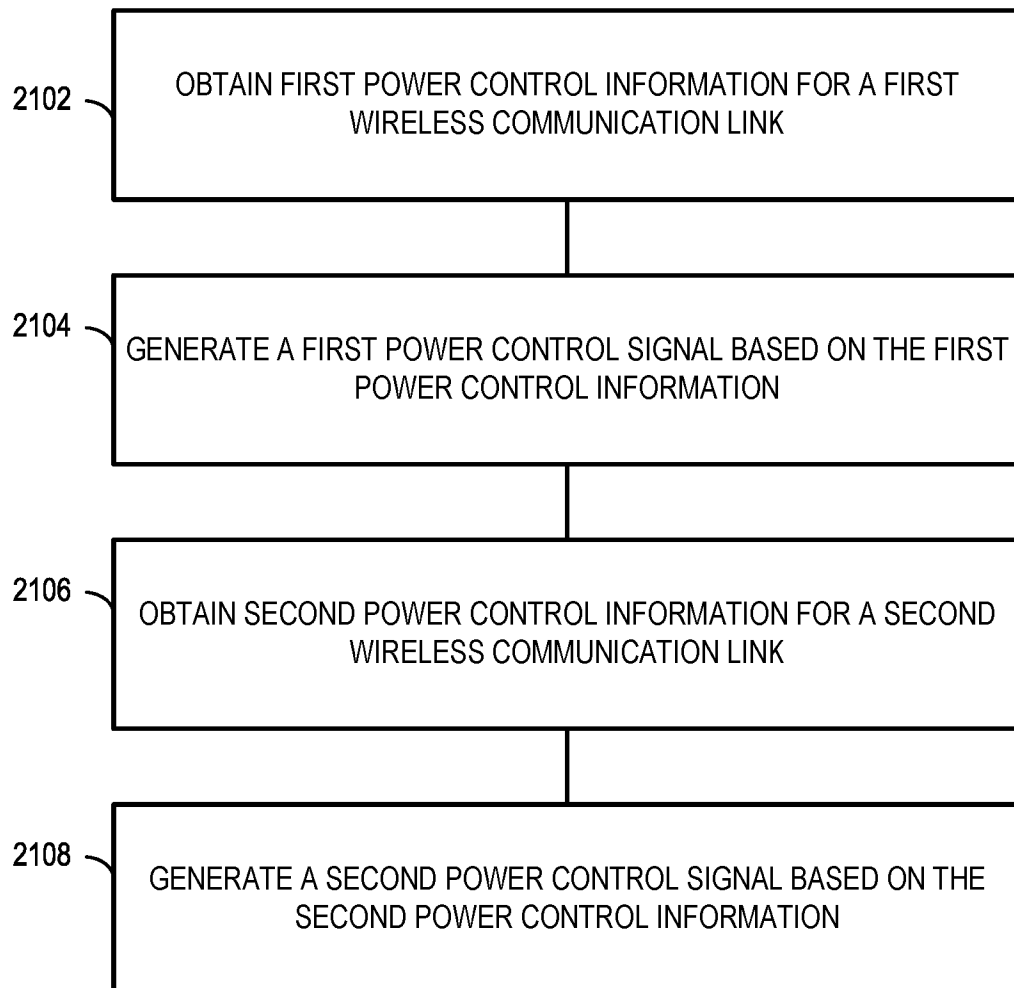 2102
OBTAIN FIRST POWER CONTROL INFORMATION FOR A FIRST
WIRELESS COMMUNICATION LINK
2104
GENERATE A FIRST POWER CONTROL SIGNAL BASED ON THE FIRST
POWER CONTROL INFORMATION
2106
OBTAIN SECOND POWER CONTROL INFORMATION FOR A SECOND
WIRELESS COMMUNICATION LINK
2108
GENERATE A SECOND POWER CONTROL SIGNAL BASED ON THE
SECOND POWER CONTROL INFORMATION